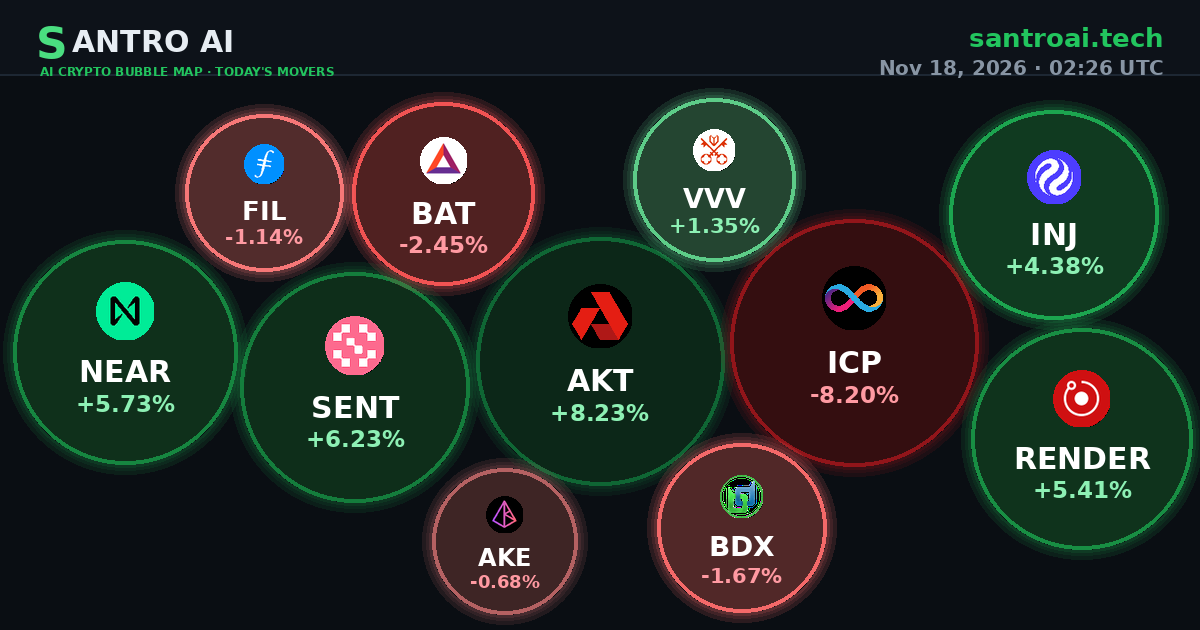 SANTRO AI
AI CRYPTO BUBBLE MAP · TODAY'S MOVERS
santroai.tech
Nov 18, 2026 · 02:26 UTC
FIL
-1.14%
BAT
-2.45%
VVV
+1.35%
INJ
+4.38%
NEAR
+5.73%
SENT
+6.23%
AKT
+8.23%
ICP
-8.20%
RENDER
+5.41%
AKE
-0.68%
BDX
-1.67%